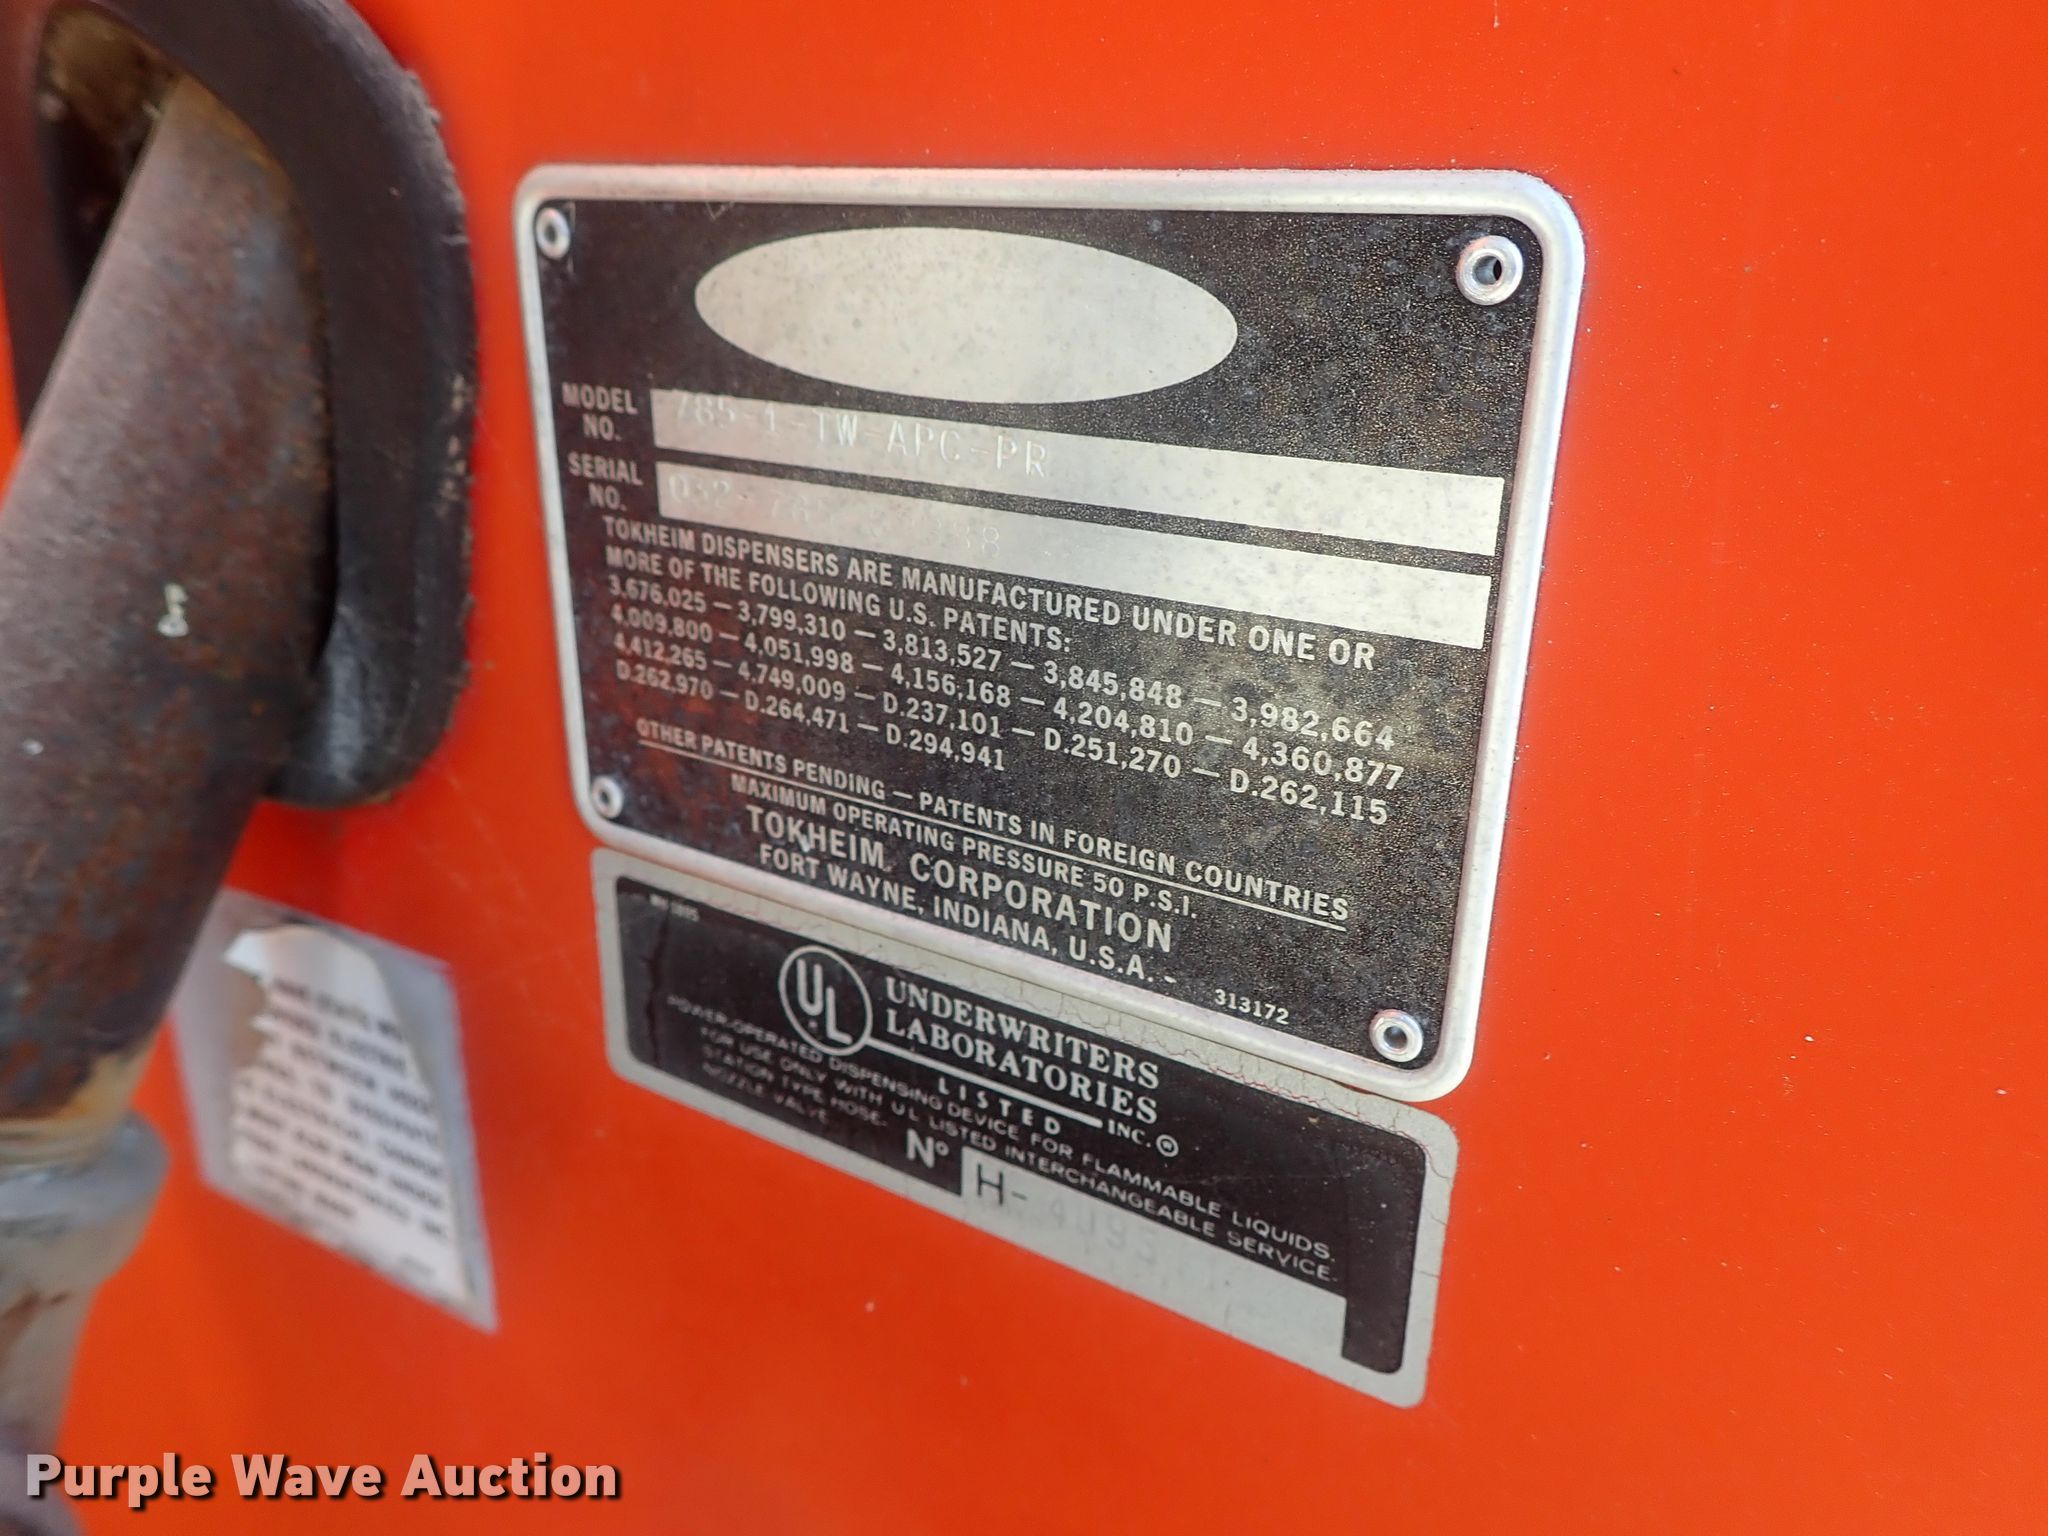 MODEL NO. 785-1-TW-APC-PR
SERIAL NO.
TOKHEIM DISPENSERS ARE MANUFACTURED UNDER ONE OR
MORE OF THE FOLLOWING U.S. PATENTS:
3,676,025 — 3,799,310 — 3,813,527 — 3,845,848 — 3,982,664
4,009,800 — 4,051,998 — 4,156,168 — 4,204,810 — 4,360,877
4,412,265 — 4,749,009 — D.237,101 — D.251,270 — D.262,115
D.262,970 — D.264,471 — D.294,941
OTHER PATENTS PENDING — PATENTS IN FOREIGN COUNTRIES
MAXIMUM OPERATING PRESSURE 50 P.S.I.
TOKHEIM CORPORATION
FORT WAYNE, INDIANA, U.S.A. -
313172
UL
UNDERWRITERS
LABORATORIES
INC.®
LISTED
POWER-OPERATED DISPENSING DEVICE FOR FLAMMABLE LIQUIDS.
FOR USE ONLY WITH UL LISTED INTERCHANGEABLE SERVICE
STATION TYPE HOSE-
NOZZLE VALVE.
Nº H-
Purple Wave Auction